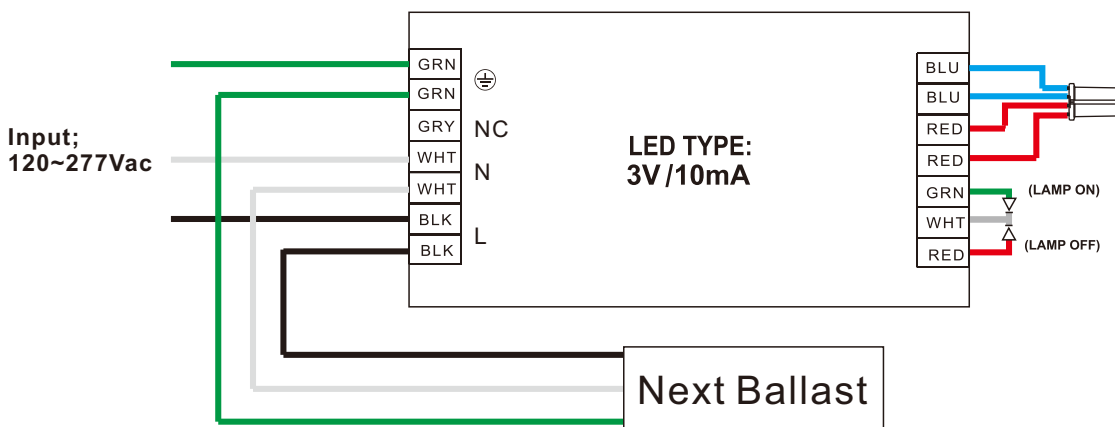 Input;
120~277Vac
GRN
GRN
GRY
WHT
WHT
BLK
BLK
NC
N
L
LED TYPE:
3V/10mA
BLU
BLU
RED
RED
GRN
WHT
RED
(LAMP ON)
(LAMP OFF)
Next Ballast